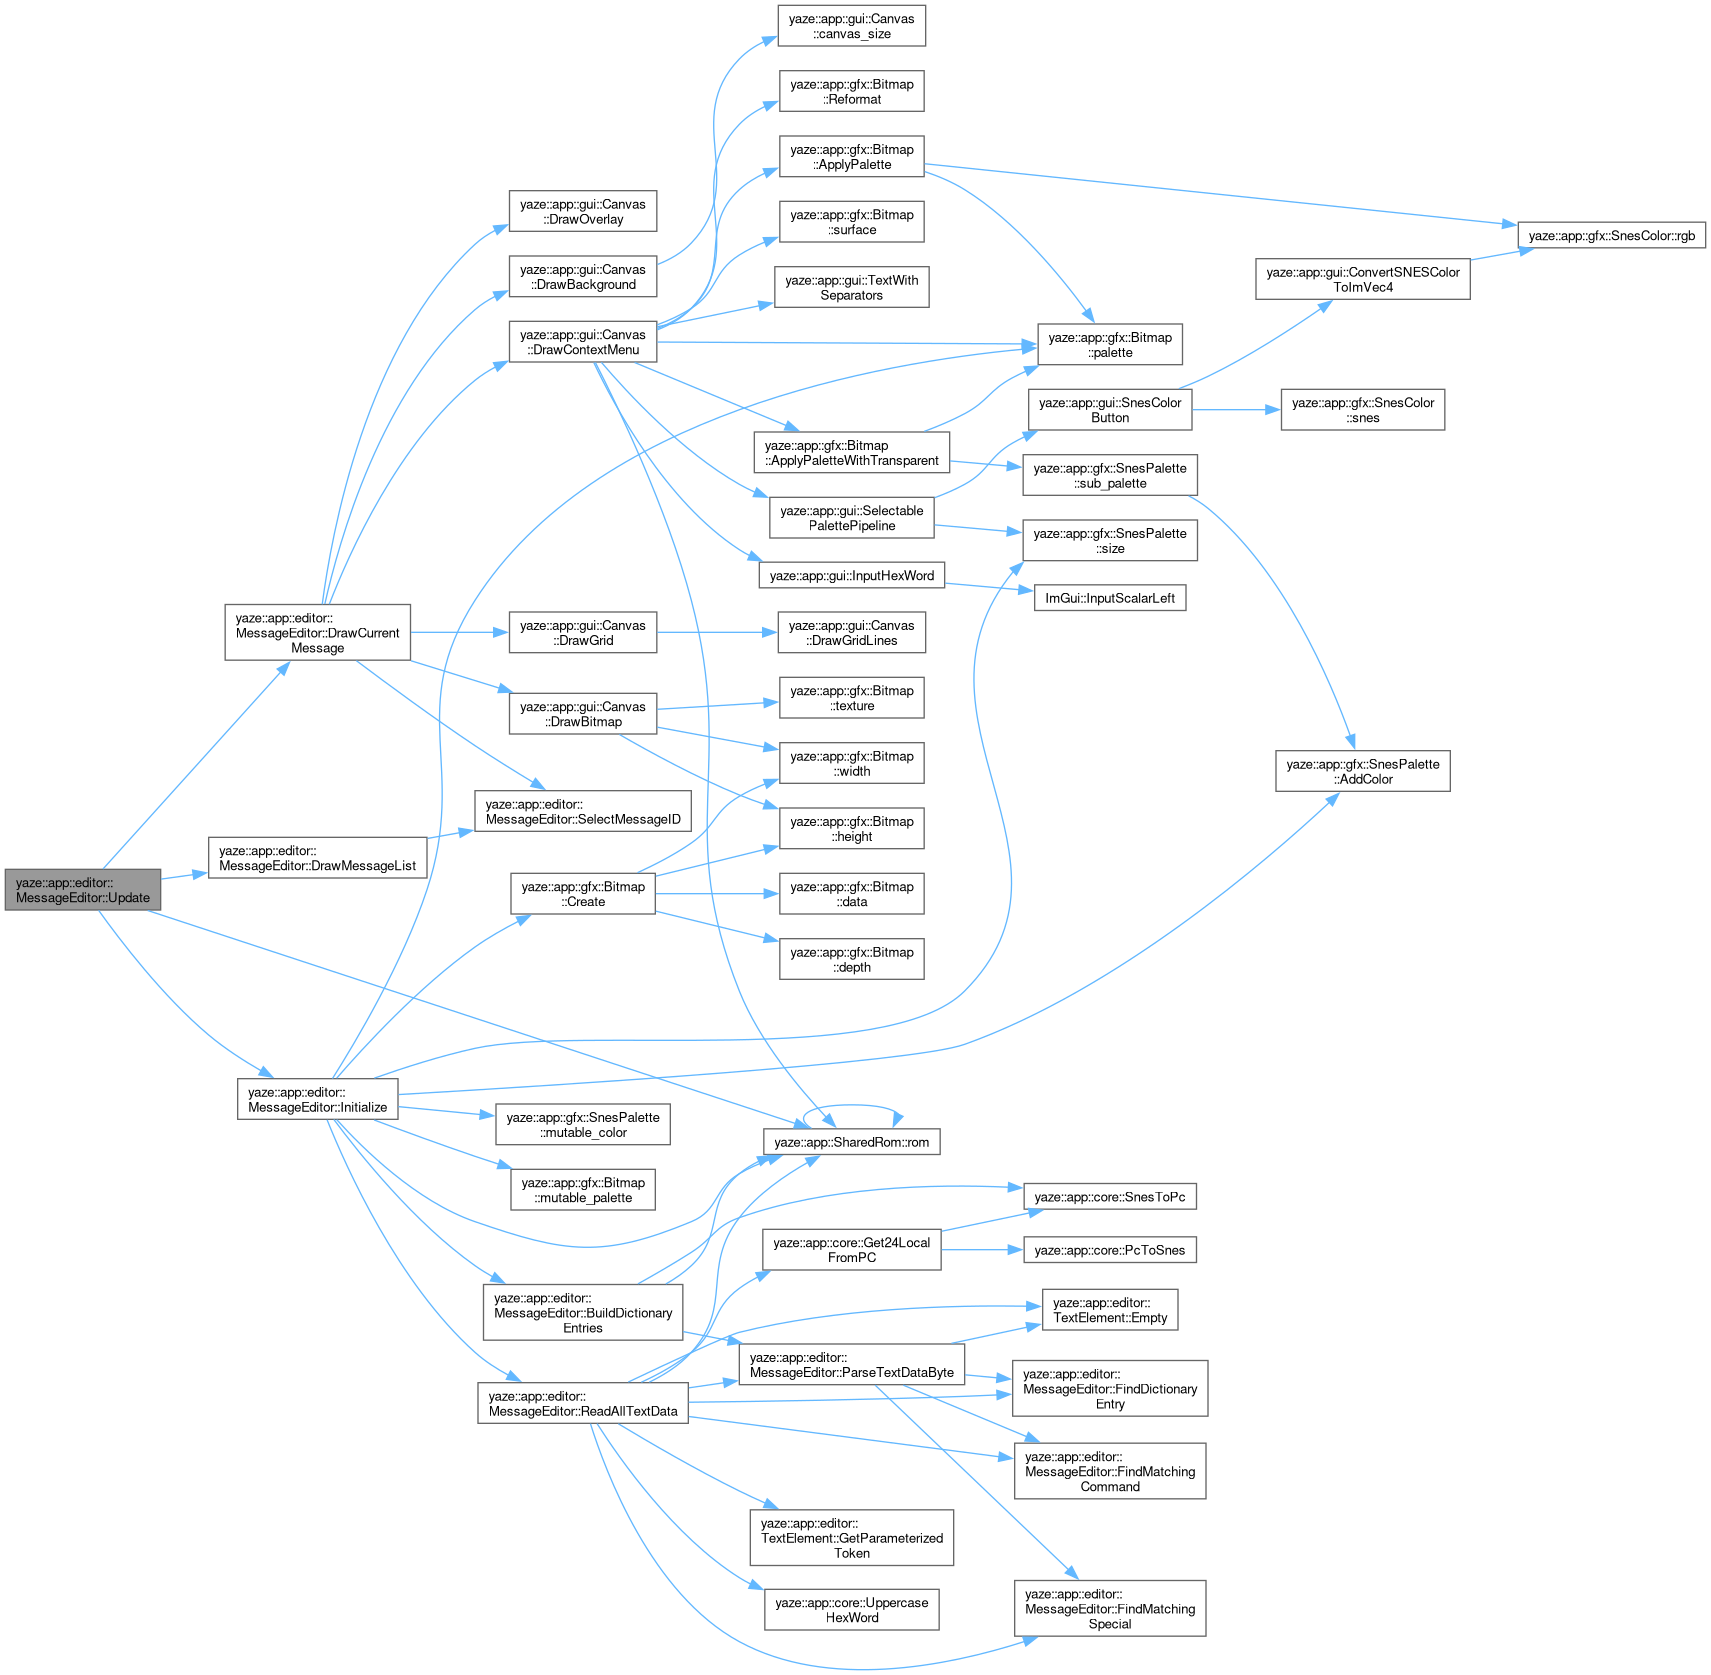 yaze::app::editor::
MessageEditor::Update
yaze::app::editor::
MessageEditor::DrawCurrent
Message
yaze::app::editor::
MessageEditor::DrawMessageList
yaze::app::editor::
MessageEditor::Initialize
yaze::app::gui::Canvas
::DrawOverlay
yaze::app::gui::Canvas
::DrawBackground
yaze::app::gui::Canvas
::DrawContextMenu
yaze::app::gui::Canvas
::DrawGrid
yaze::app::gui::Canvas
::DrawBitmap
yaze::app::editor::
MessageEditor::SelectMessageID
yaze::app::gfx::Bitmap
::Create
yaze::app::gfx::SnesPalette
::mutable_color
yaze::app::gfx::Bitmap
::mutable_palette
yaze::app::editor::
MessageEditor::BuildDictionary
Entries
yaze::app::editor::
MessageEditor::ReadAllTextData
yaze::app::gui::Canvas
::canvas_size
yaze::app::gfx::Bitmap
::Reformat
yaze::app::gfx::Bitmap
::ApplyPalette
yaze::app::gfx::Bitmap
::surface
yaze::app::gui::TextWith
Separators
yaze::app::gfx::Bitmap
::ApplyPaletteWithTransparent
yaze::app::gui::Selectable
PalettePipeline
yaze::app::gui::InputHexWord
yaze::app::gui::Canvas
::DrawGridLines
yaze::app::gfx::Bitmap
::texture
yaze::app::gfx::Bitmap
::width
yaze::app::gfx::Bitmap
::height
yaze::app::gfx::Bitmap
::data
yaze::app::gfx::Bitmap
::depth
yaze::app::SharedRom::rom
yaze::app::core::Get24Local
FromPC
yaze::app::editor::
MessageEditor::ParseTextDataByte
yaze::app::editor::
TextElement::GetParameterized
Token
yaze::app::core::Uppercase
HexWord
yaze::app::gfx::Bitmap
::palette
yaze::app::gui::SnesColor
Button
yaze::app::gfx::SnesPalette
::sub_palette
yaze::app::gfx::SnesPalette
::size
ImGui::InputScalarLeft
yaze::app::core::SnesToPc
yaze::app::core::PcToSnes
yaze::app::editor::
TextElement::Empty
yaze::app::editor::
MessageEditor::FindDictionary
Entry
yaze::app::editor::
MessageEditor::FindMatching
Command
yaze::app::editor::
MessageEditor::FindMatching
Special
yaze::app::gui::ConvertSNESColor
ToImVec4
yaze::app::gfx::SnesColor
::snes
yaze::app::gfx::SnesPalette
::AddColor
yaze::app::gfx::SnesColor::rgb